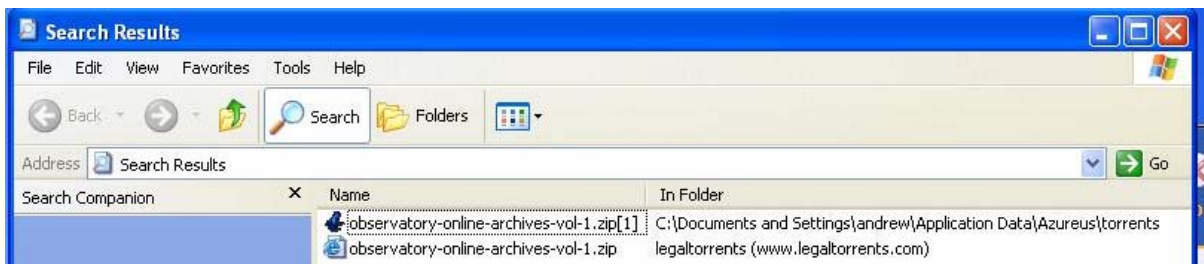 Search Results
File Edit View Favorites Tools Help
Back Search Folders
Address Search Results Go
Search Companion Name In Folder
observatory-online-archives-vol-1.zip[1] C:\Documents and Settings\andrew\Application Data\Azureus\torrents
observatory-online-archives-vol-1.zip legaltorrents (www.legaltorrents.com)